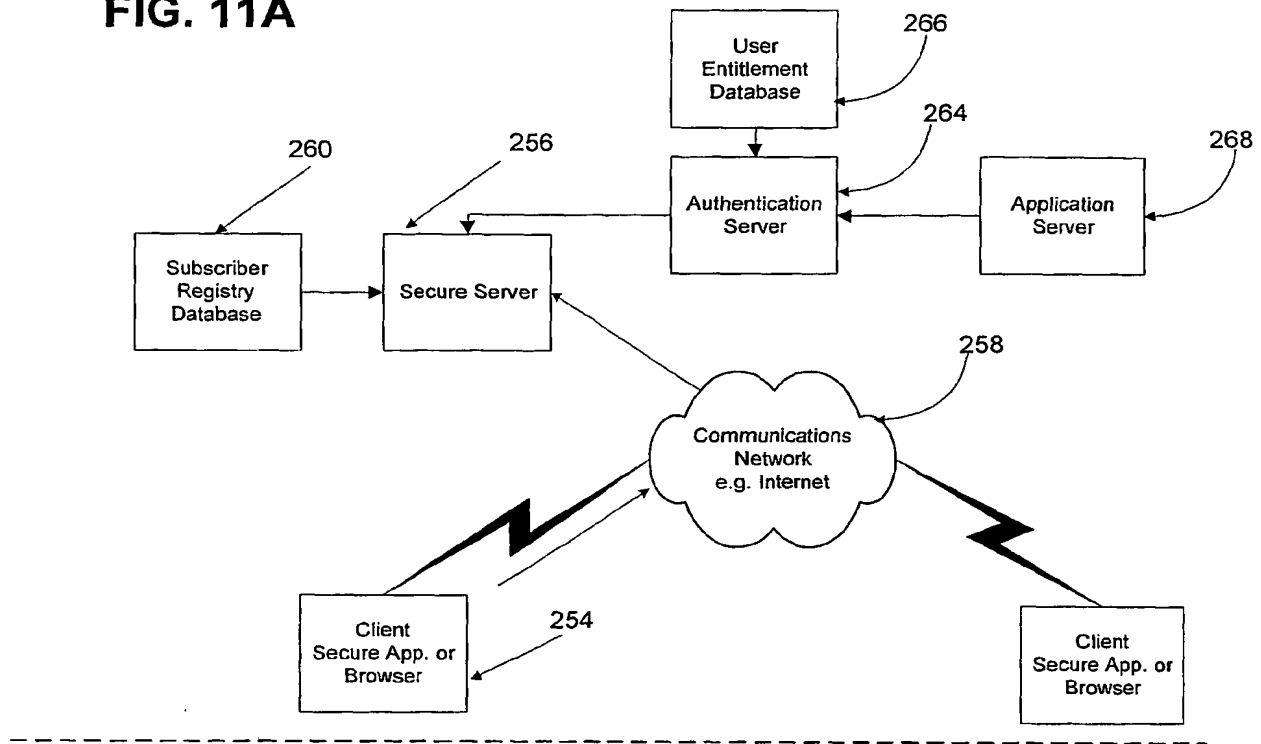 FIG. 11A
User
Entitlement
Database
266
264
260
256
268
Authentication
Server
Application
Server
Subscriber
Registry
Database
Secure Server
258
Communications
Network
e.g. Internet
Client
Secure App. or
Browser
254
Client
Secure App. or
Browser